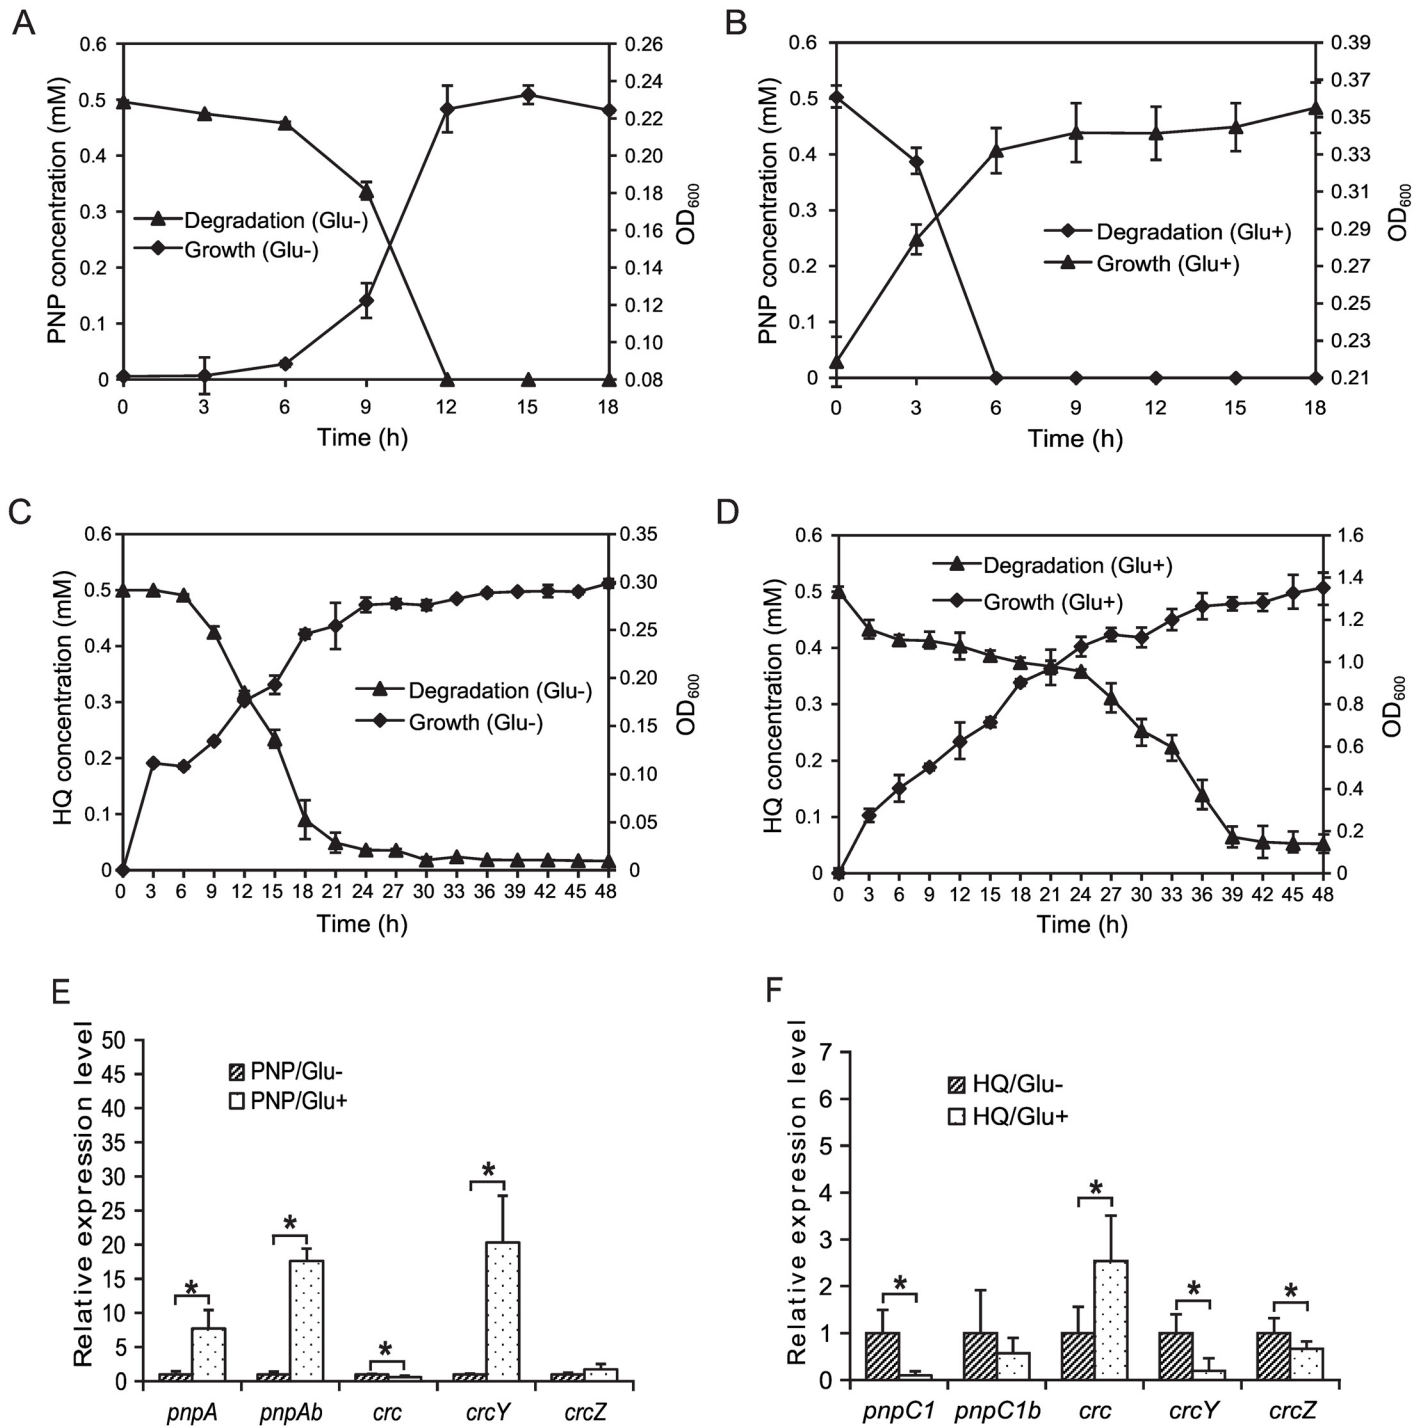 A
PNP concentration (mM)
0.6
0.5
0.4
0.3
0.2
0.1
0
0.26
0.24
0.22
0.20
0.18
0.16
0.14
0.12
0.10
0.08
OD600
Degradation (Glu-)
Growth (Glu-)
0 3 6 9 12 15 18
Time (h)
B
PNP concentration (mM)
0.6
0.5
0.4
0.3
0.2
0.1
0
0.39
0.37
0.35
0.33
0.31
0.29
0.27
0.25
0.23
0.21
OD600
Degradation (Glu+)
Growth (Glu+)
0 3 6 9 12 15 18
Time (h)
C
HQ concentration (mM)
0.6
0.5
0.4
0.3
0.2
0.1
0
0.35
0.30
0.25
0.20
0.15
0.10
0.05
0
OD600
Degradation (Glu-)
Growth (Glu-)
0 3 6 9 12 15 18 21 24 27 30 33 36 39 42 45 48
Time (h)
D
HQ concentration (mM)
0.6
0.5
0.4
0.3
0.2
0.1
0
1.6
1.4
1.2
1.0
0.8
0.6
0.4
0.2
0
OD600
Degradation (Glu+)
Growth (Glu+)
0 3 6 9 12 15 18 21 24 27 30 33 36 39 42 45 48
Time (h)
E
Relative expression level
50
45
40
35
30
25
20
15
10
5
0
PNP/Glu-
PNP/Glu+
*
*
*
*
pnpA pnpAb crc crcY crcZ
F
Relative expression level
7
6
5
4
3
2
1
0
HQ/Glu-
HQ/Glu+
*
*
*
*
pnpC1 pnpC1b crc crcY crcZ